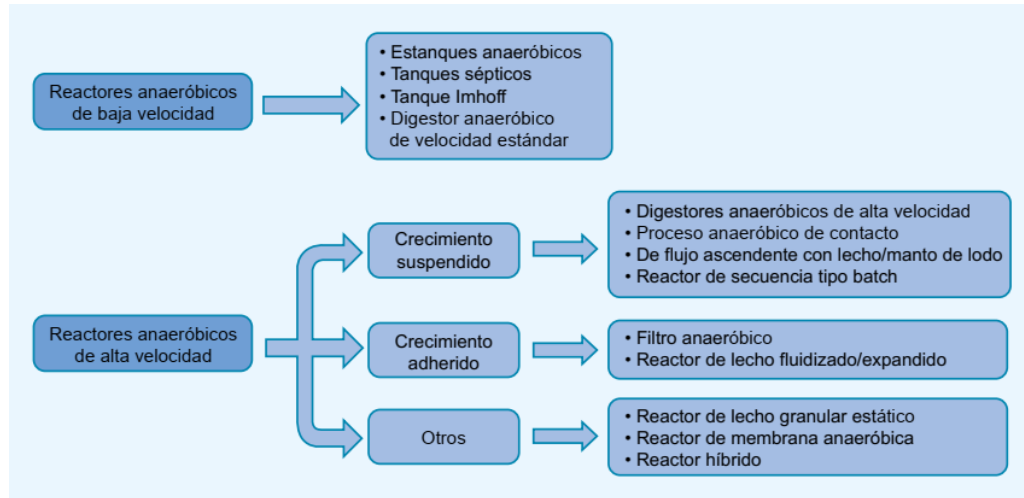 Reactores anaeróbicos
de baja velocidad
• Estanques anaeróbicos
• Tanques sépticos
• Tanque Imhoff
• Digestor anaeróbico
de velocidad estándar
Reactores anaeróbicos
de alta velocidad
Crecimiento
suspendido
• Digestores anaeróbicos de alta velocidad
• Proceso anaeróbico de contacto
• De flujo ascendente con lecho/manto de lodo
• Reactor de secuencia tipo batch
Crecimiento
adherido
• Filtro anaeróbico
• Reactor de lecho fluidizado/expandido
Otros
• Reactor de lecho granular estático
• Reactor de membrana anaeróbica
• Reactor híbrido